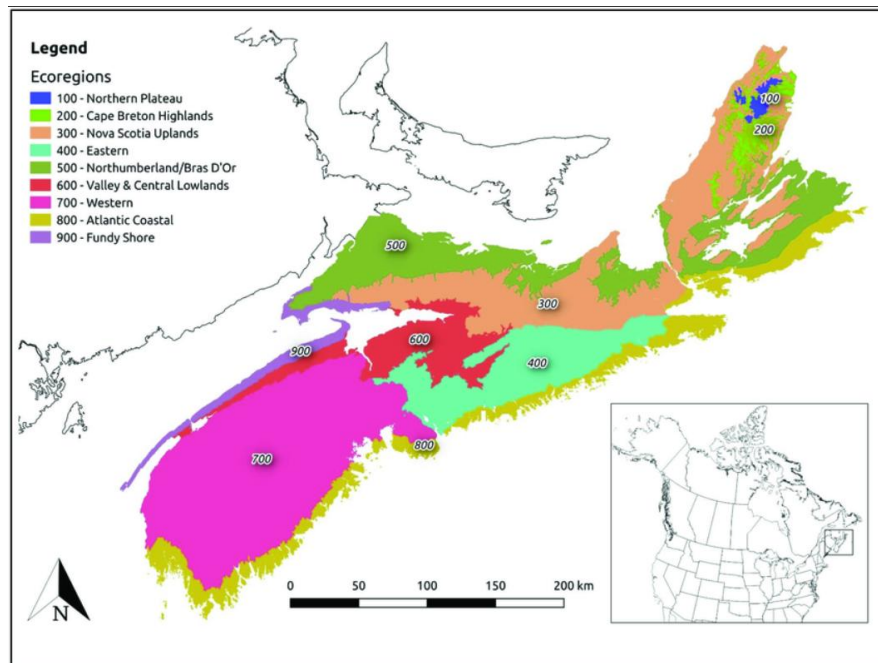 Legend
Ecoregions
100 - Northern Plateau
200 - Cape Breton Highlands
300 - Nova Scotia Uplands
400 - Eastern
500 - Northumberland/Bras D'Or
600 - Valley & Central Lowlands
700 - Western
800 - Atlantic Coastal
900 - Fundy Shore
100
200
500
300
600
900
400
800
700
N
0 50 100 150 200 km